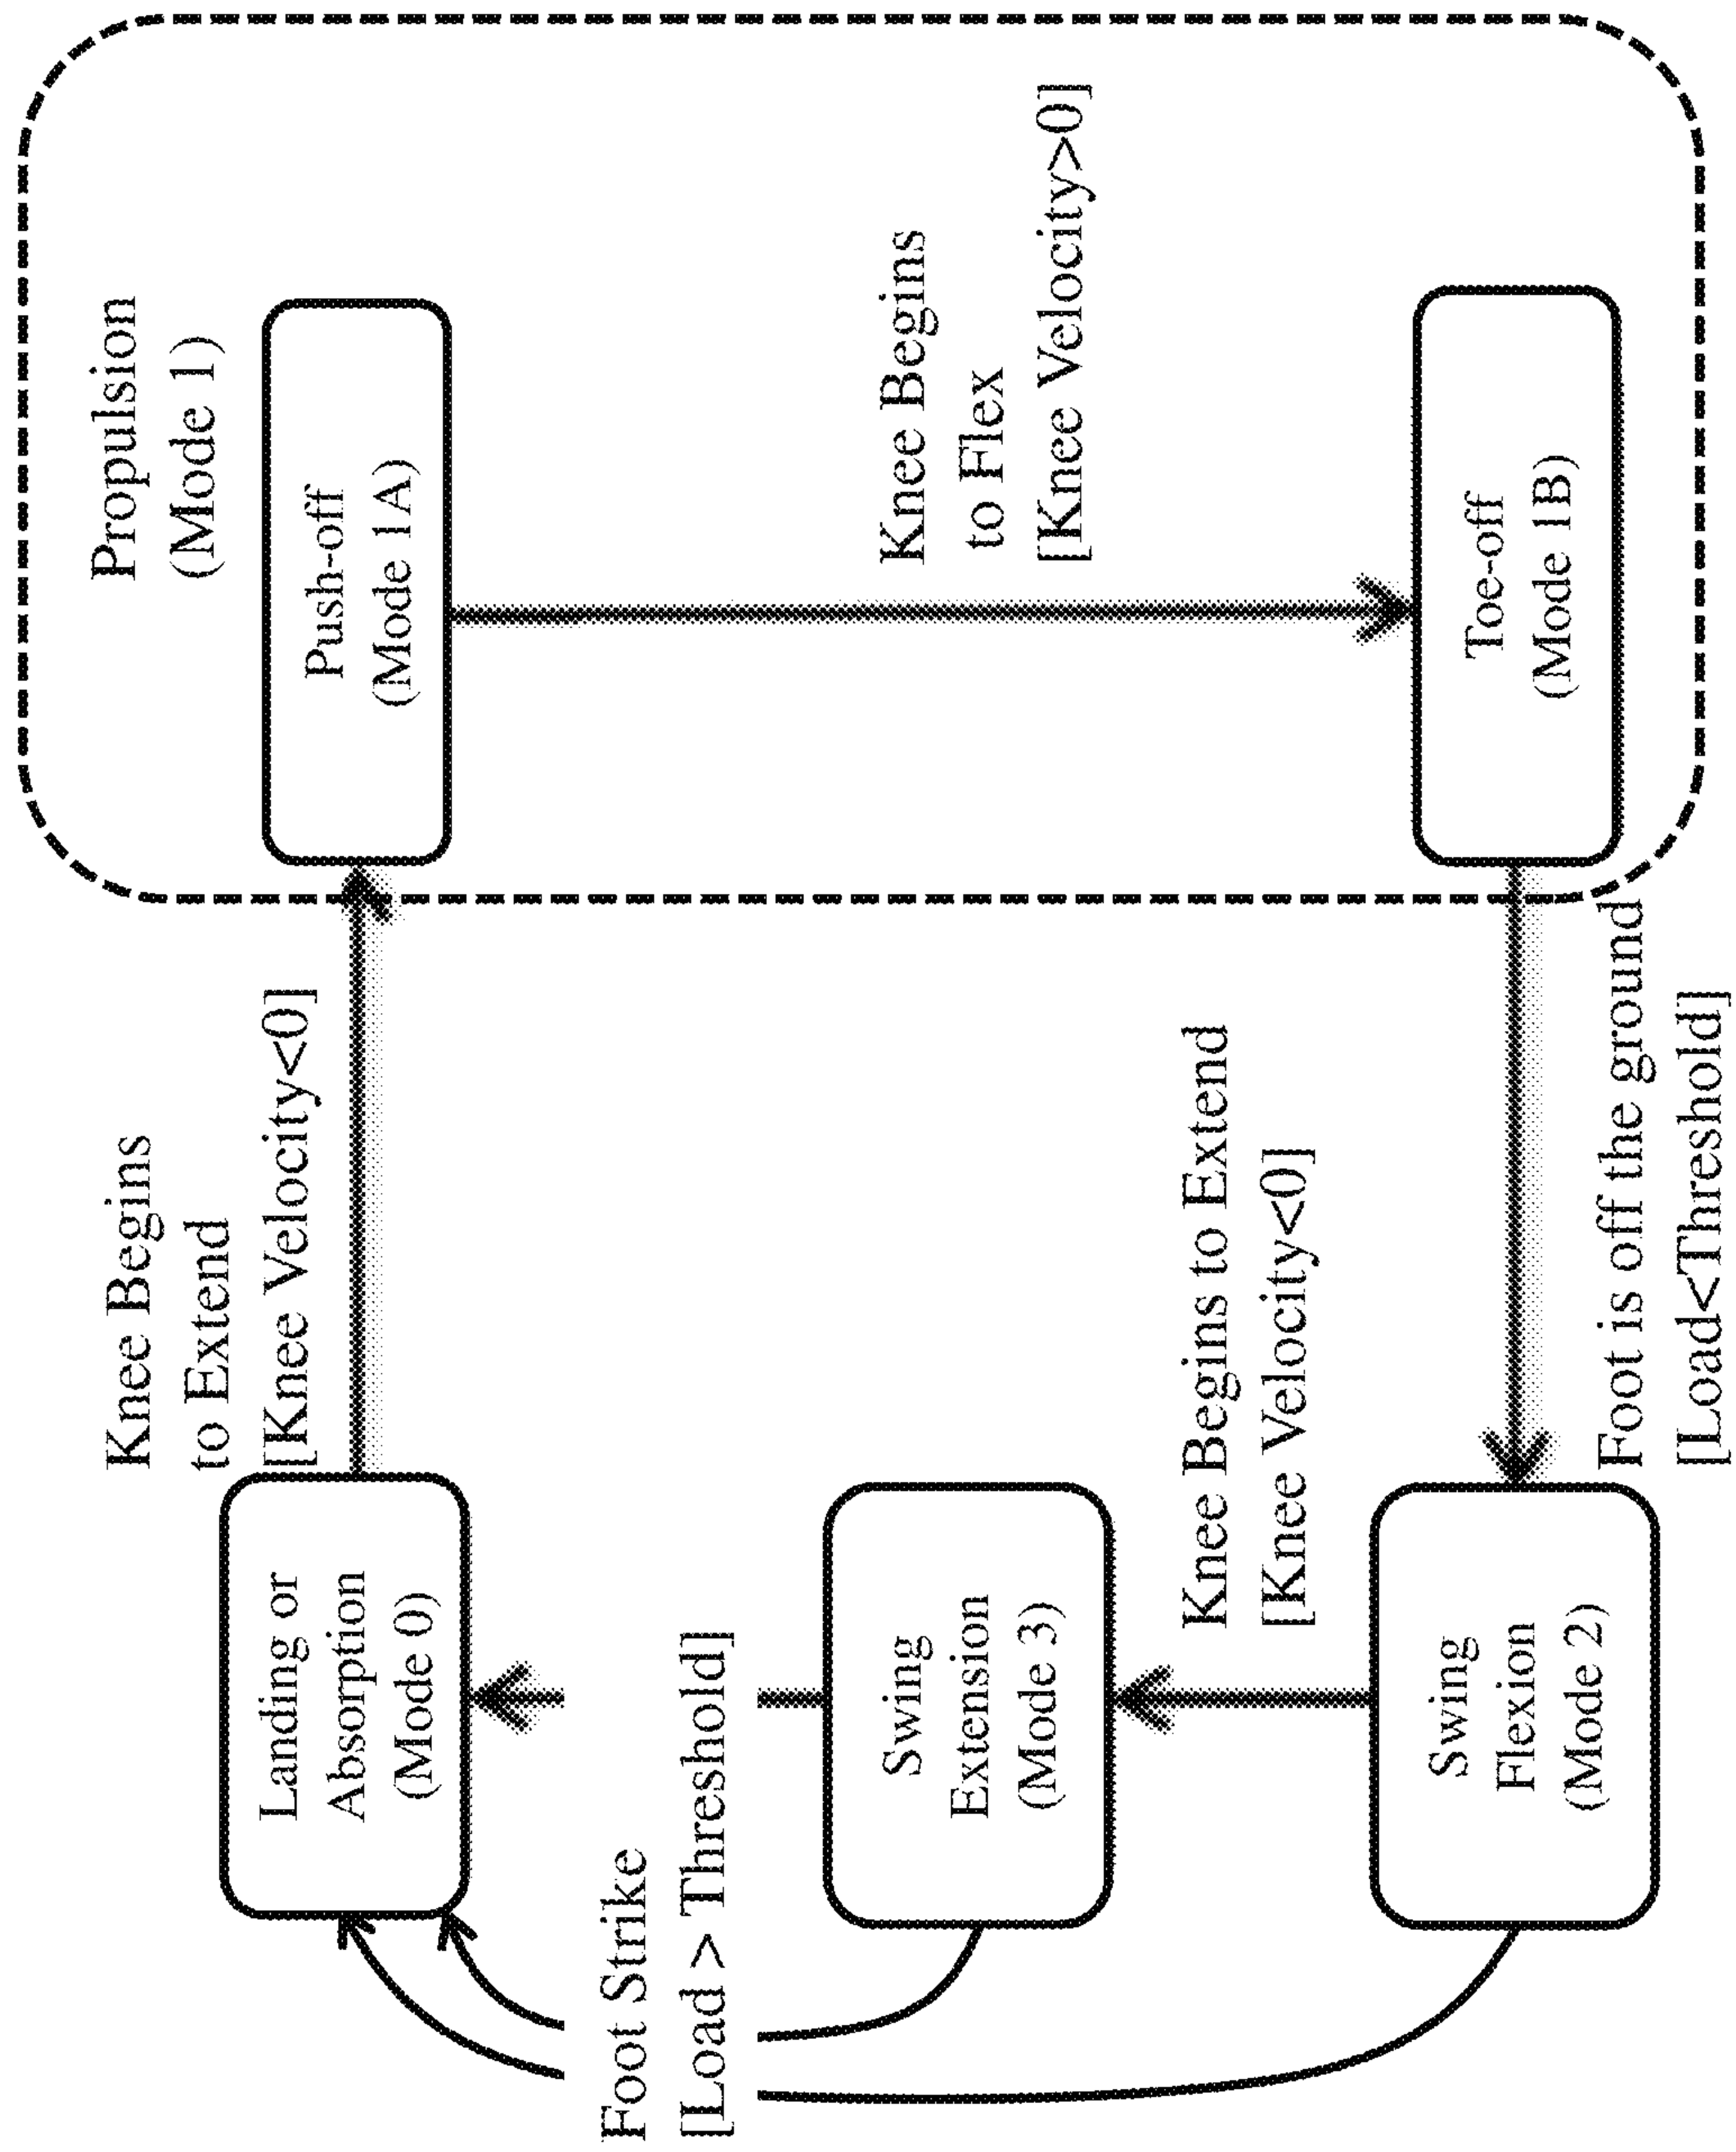 Propulsion
(Mode 1)
Knee Begins
to Extend
[Knee Velocity<0]
Landing or
Absorption
(Mode 0)
Push-off
(Mode 1A)
Foot Strike
[Load > Threshold]
Swing
Extension
(Mode 3)
Knee Begins
to Flex
[Knee Velocity>0]
Knee Begins to Extend
[Knee Velocity<0]
Swing
Flexion
(Mode 2)
Toe-off
(Mode 1B)
Foot is off the ground
[Load<Threshold]